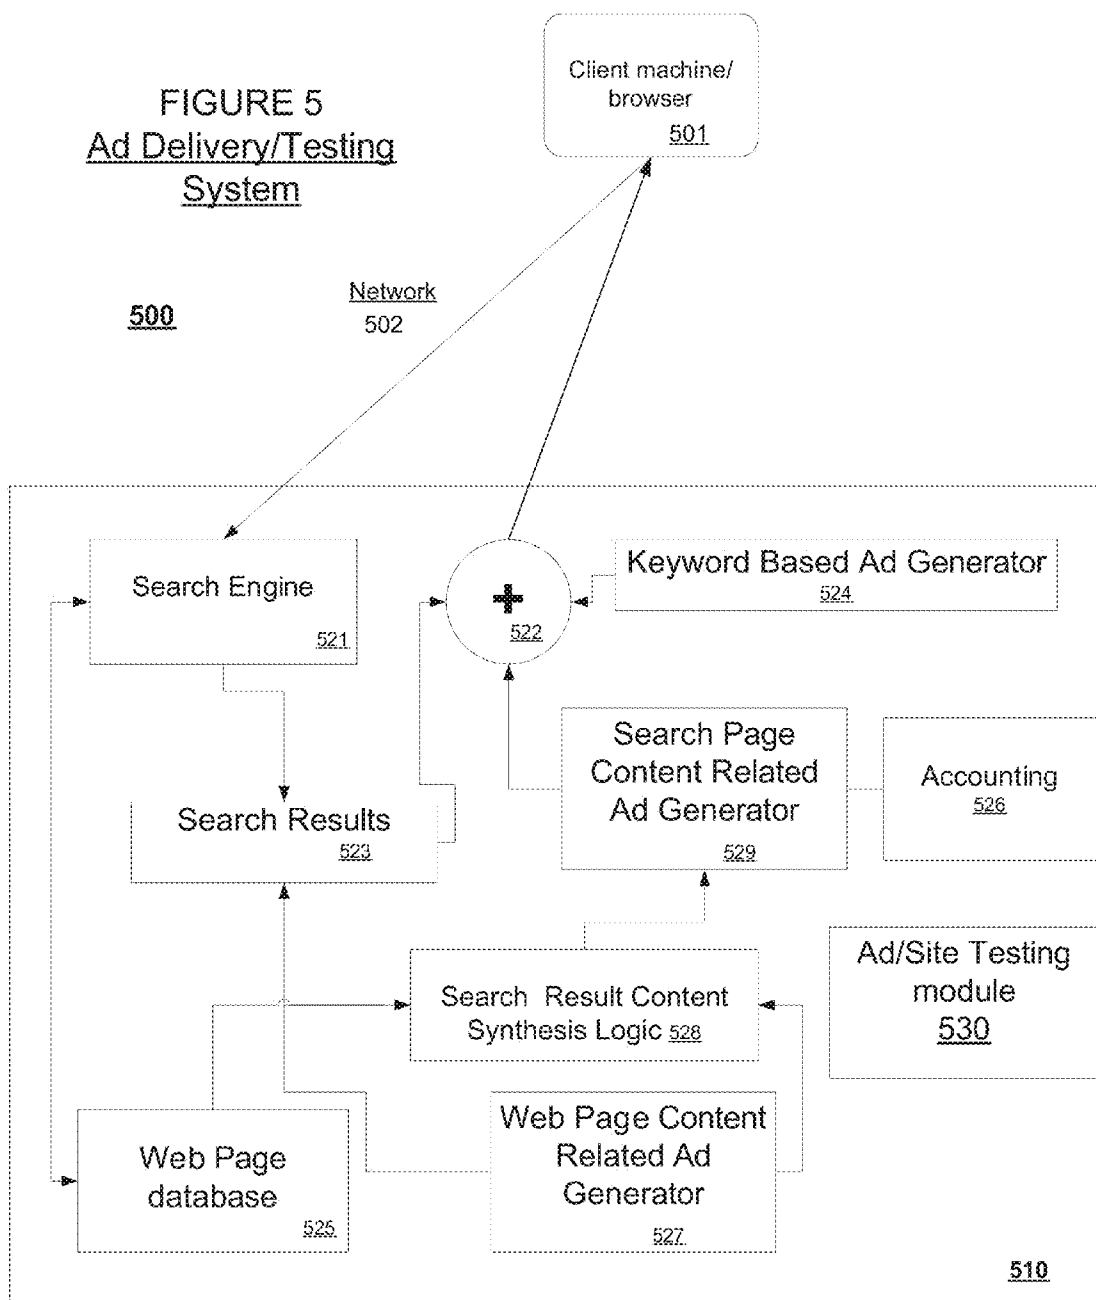 FIGURE 5
Ad Delivery/Testing
System
Client machine/
browser
501
500
Network
502
Search Engine
521
+
522
Keyword Based Ad Generator
524
Search Page
Content Related
Ad Generator
529
Accounting
526
Search Results
523
Ad/Site Testing
module
530
Search Result Content
Synthesis Logic 528
Web Page
database
525
Web Page Content
Related Ad
Generator
527
510